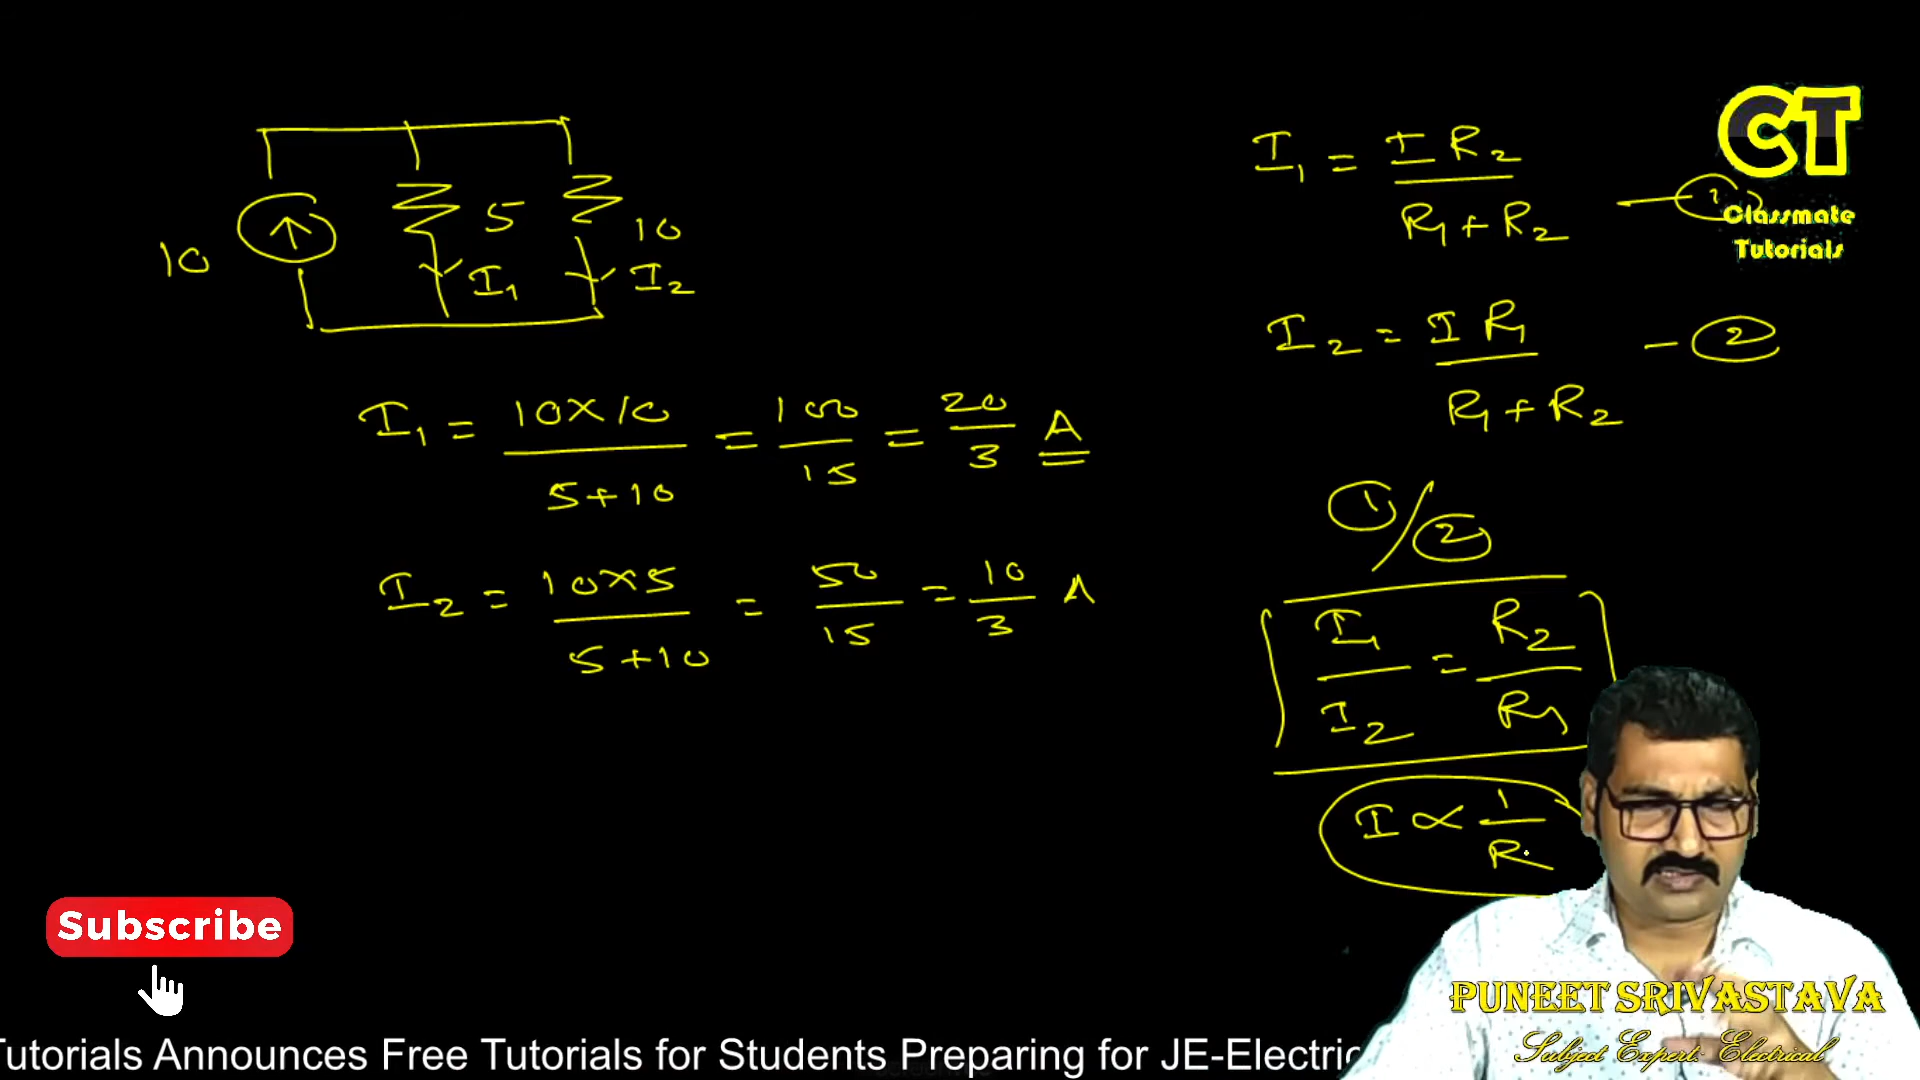 10
5
10
I₁
I₂
I₁ = 10×10 / 5+10 = 100 / 15 = 20 / 3 A
I₂ = 10×5 / 5+10 = 50 / 15 = 10 / 3 A
I₁ = I R₂ / R₁+R₂ — ①
I₂ = I R₁ / R₁+R₂ — ②
① / ②
I₁ / I₂ = R₂ / R₁
I ∝ 1 / R
CT
Classmate
Tutorials
Subscribe
PUNEET SRIVASTAVA
Subject Expert: Electrical
Tutorials Announces Free Tutorials for Students Preparing for JE-Electric